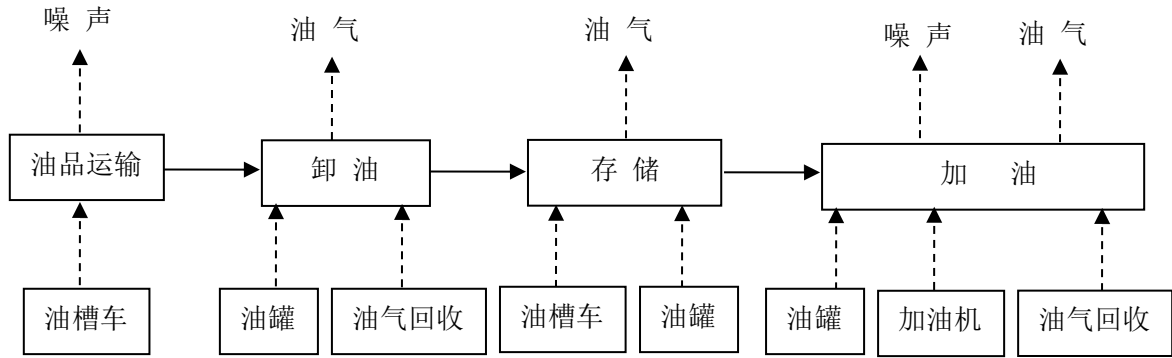 噪 声
油 气
油 气
噪 声
油 气
油品运输
卸 油
存 储
加 油
油槽车
油罐
油气回收
油槽车
油罐
油罐
加油机
油气回收